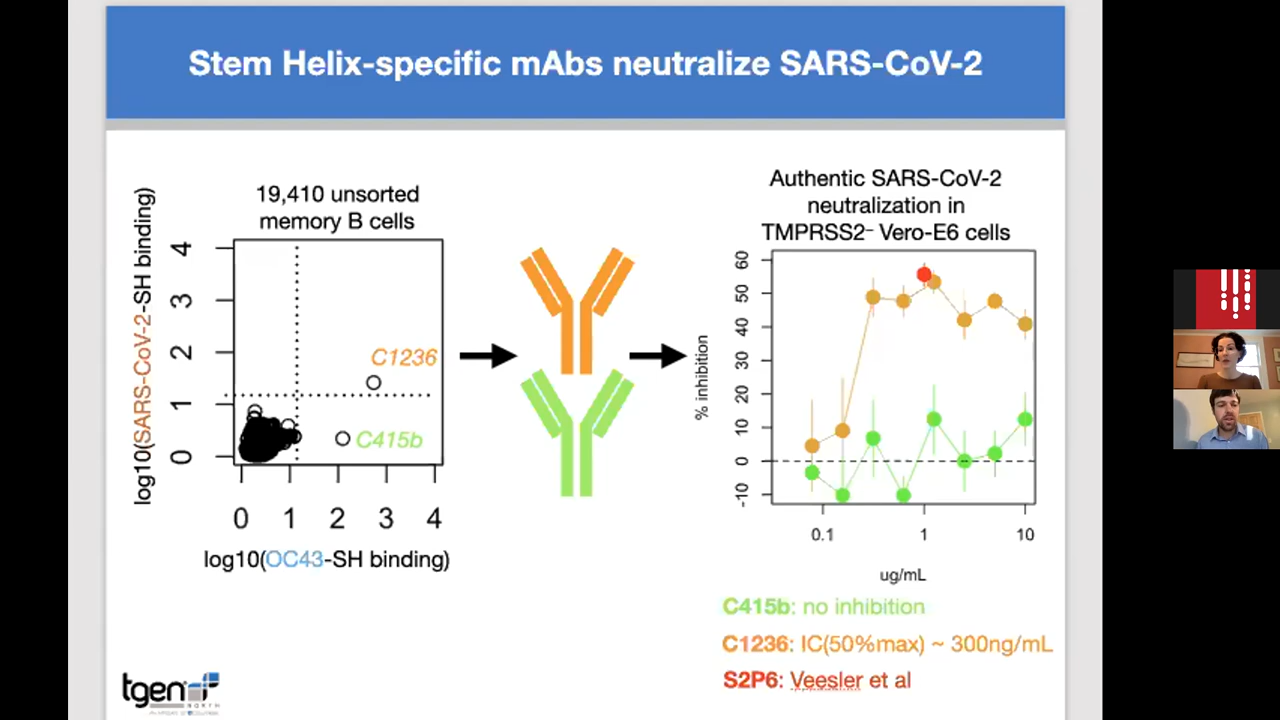 Stem Helix-specific mAbs neutralize SARS-CoV-2
19,410 unsorted
memory B cells
log10(SARS-CoV-2-SH binding)
4
3
2
1
0
C1236
C415b
0 1 2 3 4
log10(OC43-SH binding)
Authentic SARS-CoV-2
neutralization in
TMPRSS2⁻ Vero-E6 cells
% inhibition
60
50
40
30
20
10
0
-10
0.1 1 10
ug/mL
C415b: no inhibition
C1236: IC(50%max) ~ 300ng/mL
S2P6: Veesler et al
tgen
NORTH